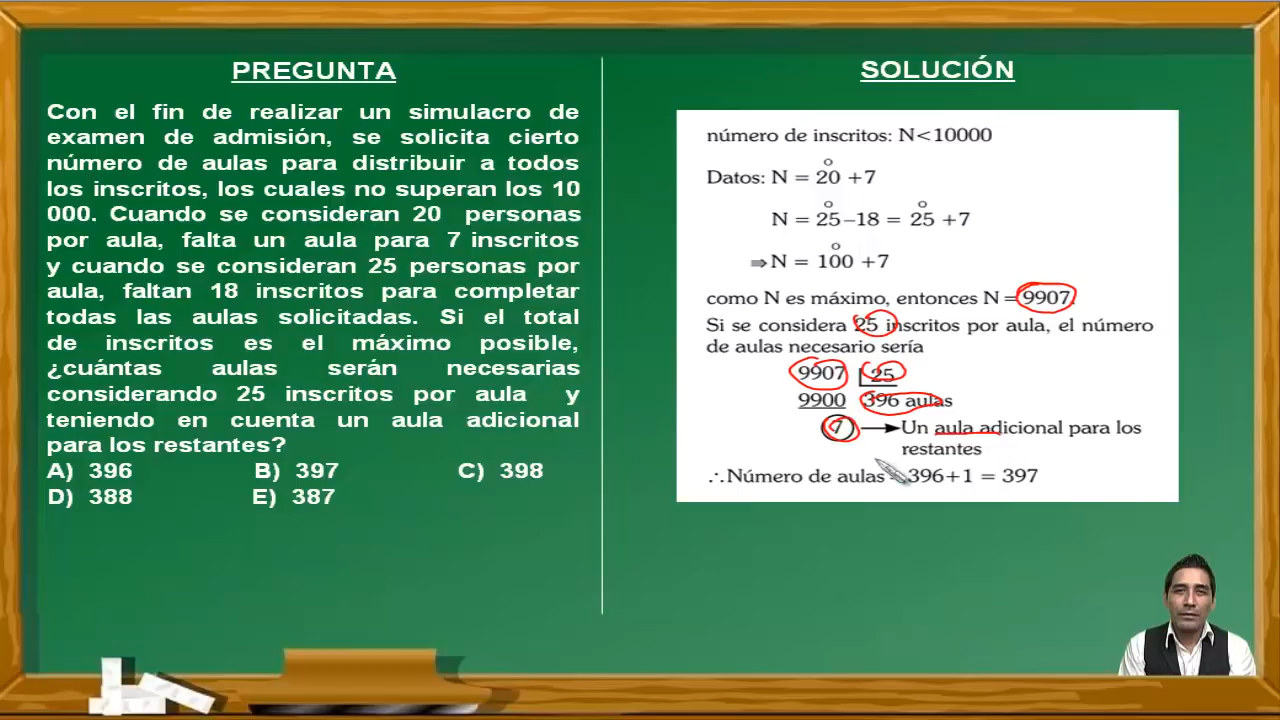 PREGUNTA
Con el fin de realizar un simulacro de
examen de admisión, se solicita cierto
número de aulas para distribuir a todos
los inscritos, los cuales no superan los 10
000. Cuando se consideran 20 personas
por aula, falta un aula para 7 inscritos
y cuando se consideran 25 personas por
aula, faltan 18 inscritos para completar
todas las aulas solicitadas. Si el total
de inscritos es el máximo posible,
¿cuántas aulas serán necesarias
considerando 25 inscritos por aula y
teniendo en cuenta un aula adicional
para los restantes?
A) 396 B) 397 C) 398
D) 388 E) 387
SOLUCIÓN
número de inscritos: N<10000
Datos: N = 20° +7
N = 25°–18 = 25° +7
⇒ N = 100° +7
como N es máximo, entonces N = 9907.
Si se considera 25 inscritos por aula, el número
de aulas necesario sería
9907 25
9900 396 aulas
7 → Un aula adicional para los
restantes
∴ Número de aulas = 396+1 = 397